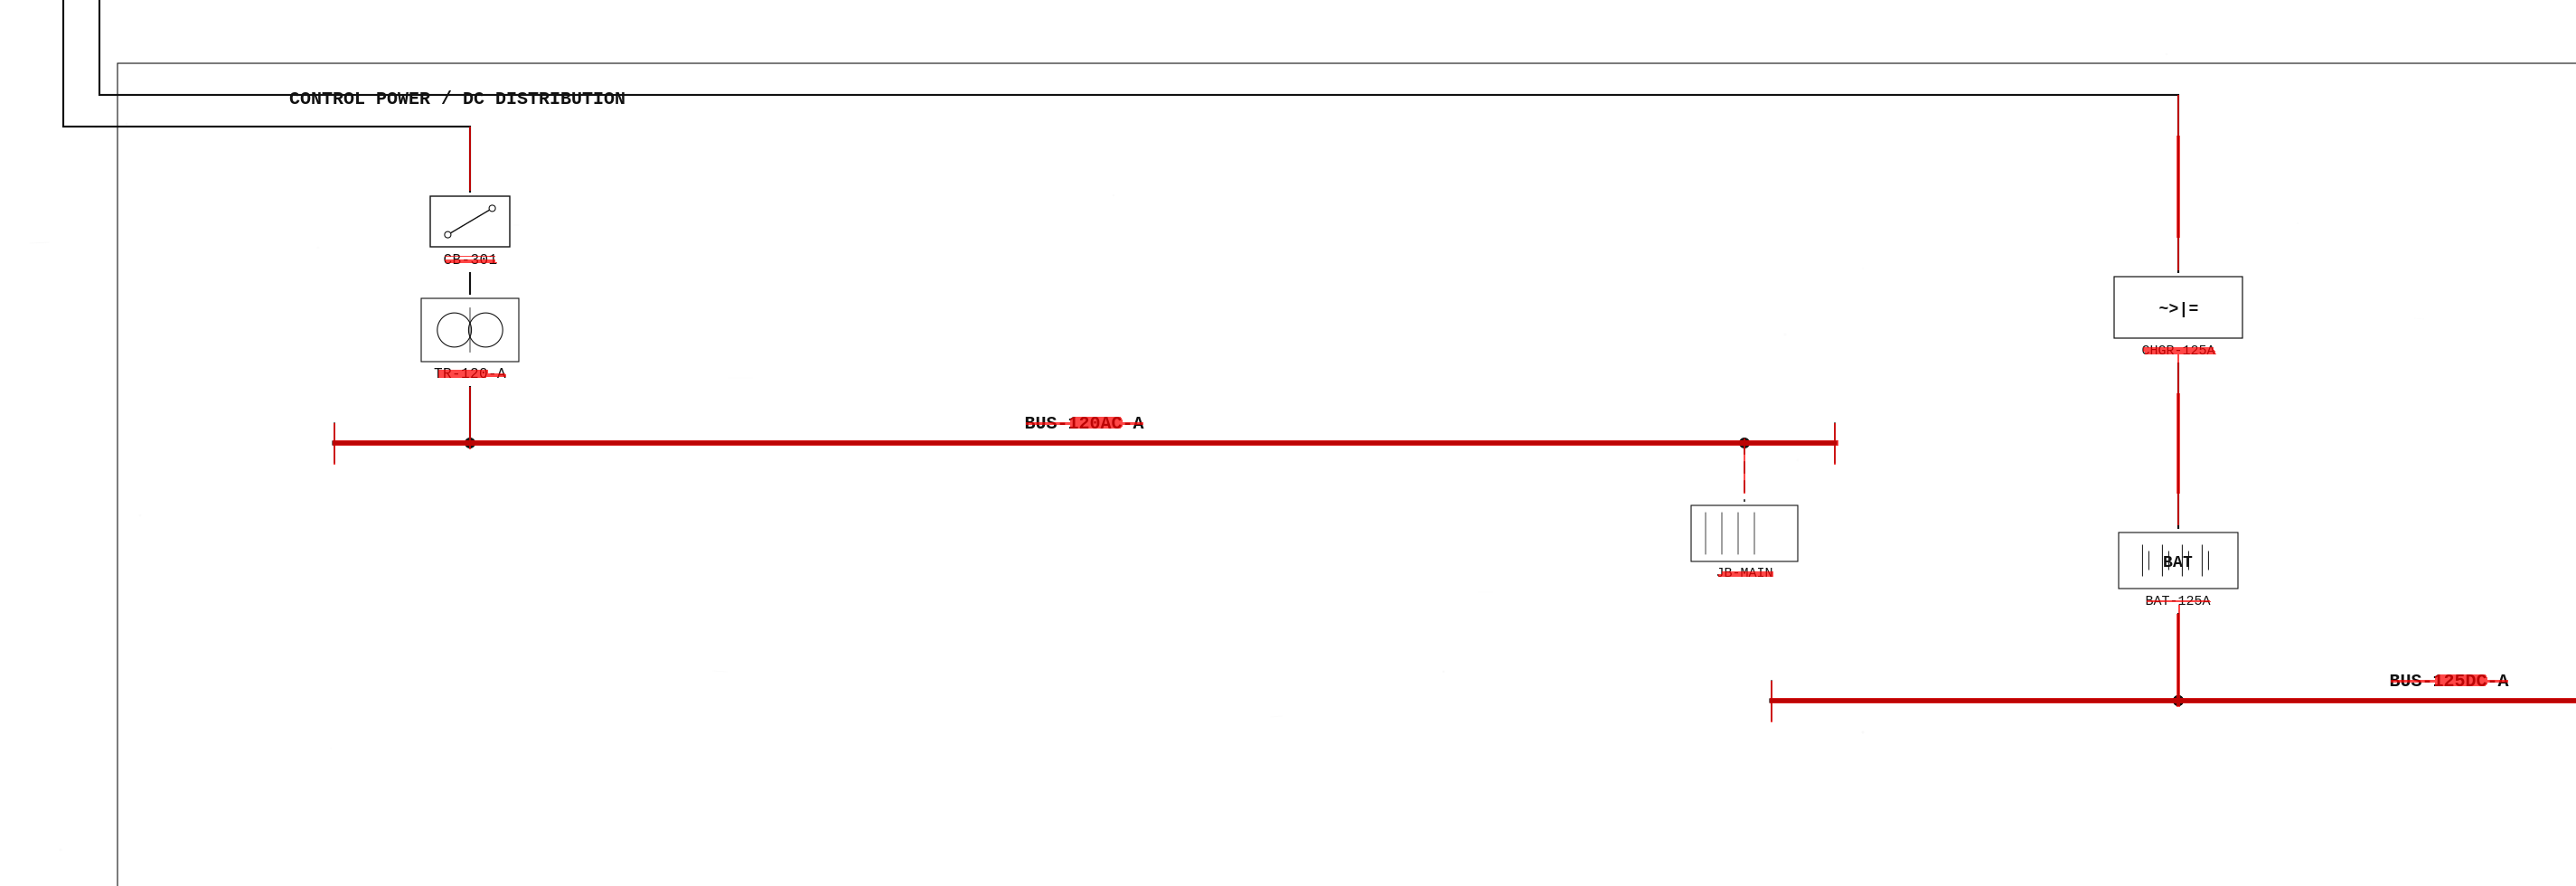 CONTROL POWER / DC DISTRIBUTION
CB-301
~>|=
CHGR-125A
TR-120-A
BUS-120AC-A
BAT
JB-MAIN
BAT-125A
BUS-125DC-A